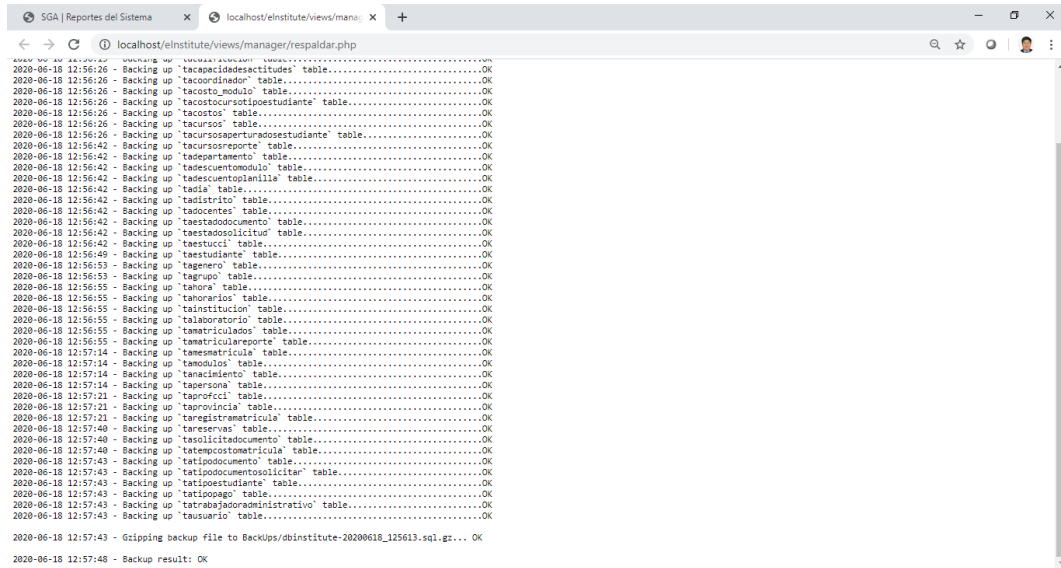 SGA | Reportes del Sistema
localhost/eInstitute/views/manag
localhost/eInstitute/views/manager/respaldar.php
2020-06-18 12:56:26 - Backing up `tacapacidadesactitudes` table...............................OK
2020-06-18 12:56:26 - Backing up `tacoordinador` table........................................OK
2020-06-18 12:56:26 - Backing up `tacosto_modulo` table.......................................OK
2020-06-18 12:56:26 - Backing up `tacostocursotipoestudiante` table...........................OK
2020-06-18 12:56:26 - Backing up `tacostos` table.............................................OK
2020-06-18 12:56:26 - Backing up `tacursos` table.............................................OK
2020-06-18 12:56:26 - Backing up `tacursosaperturadosestudiante` table........................OK
2020-06-18 12:56:42 - Backing up `tacursosreporte` table......................................OK
2020-06-18 12:56:42 - Backing up `tadepartamento` table.......................................OK
2020-06-18 12:56:42 - Backing up `tadescuentomodulo` table....................................OK
2020-06-18 12:56:42 - Backing up `tadescuentoplanilla` table..................................OK
2020-06-18 12:56:42 - Backing up `tadia` table................................................OK
2020-06-18 12:56:42 - Backing up `tadistrito` table...........................................OK
2020-06-18 12:56:42 - Backing up `tadocentes` table...........................................OK
2020-06-18 12:56:42 - Backing up `taestadodocumento` table....................................OK
2020-06-18 12:56:42 - Backing up `taestadosolicitud` table....................................OK
2020-06-18 12:56:42 - Backing up `taestucci` table............................................OK
2020-06-18 12:56:49 - Backing up `taestudiante` table.........................................OK
2020-06-18 12:56:53 - Backing up `tagenero` table.............................................OK
2020-06-18 12:56:53 - Backing up `tagrupo` table..............................................OK
2020-06-18 12:56:55 - Backing up `tahora` table...............................................OK
2020-06-18 12:56:55 - Backing up `tahorarios` table...........................................OK
2020-06-18 12:56:55 - Backing up `tainstitucion` table........................................OK
2020-06-18 12:56:55 - Backing up `talaboratorio` table........................................OK
2020-06-18 12:56:55 - Backing up `tamatriculados` table.......................................OK
2020-06-18 12:56:55 - Backing up `tamatriculareporte` table...................................OK
2020-06-18 12:57:14 - Backing up `tamesmatricula` table.......................................OK
2020-06-18 12:57:14 - Backing up `tamodulos` table............................................OK
2020-06-18 12:57:14 - Backing up `tanacimiento` table.........................................OK
2020-06-18 12:57:14 - Backing up `tapersona` table............................................OK
2020-06-18 12:57:21 - Backing up `taprofcci` table............................................OK
2020-06-18 12:57:21 - Backing up `taprovincia` table..........................................OK
2020-06-18 12:57:21 - Backing up `taregistramatricula` table..................................OK
2020-06-18 12:57:40 - Backing up `tareservas` table...........................................OK
2020-06-18 12:57:40 - Backing up `tasolicitadocumento` table..................................OK
2020-06-18 12:57:40 - Backing up `tatempcostomatricula` table.................................OK
2020-06-18 12:57:43 - Backing up `tatipodocumento` table......................................OK
2020-06-18 12:57:43 - Backing up `tatipodocumentosolicitar` table.............................OK
2020-06-18 12:57:43 - Backing up `tatipoestudiante` table.....................................OK
2020-06-18 12:57:43 - Backing up `tatipopago` table...........................................OK
2020-06-18 12:57:43 - Backing up `tatrabajadoradministrativo` table...........................OK
2020-06-18 12:57:43 - Backing up `tausuario` table............................................OK
2020-06-18 12:57:43 - Gzipping backup file to BackUps/dbinstitute-20200618_125613.sql.gz... OK
2020-06-18 12:57:48 - Backup result: OK